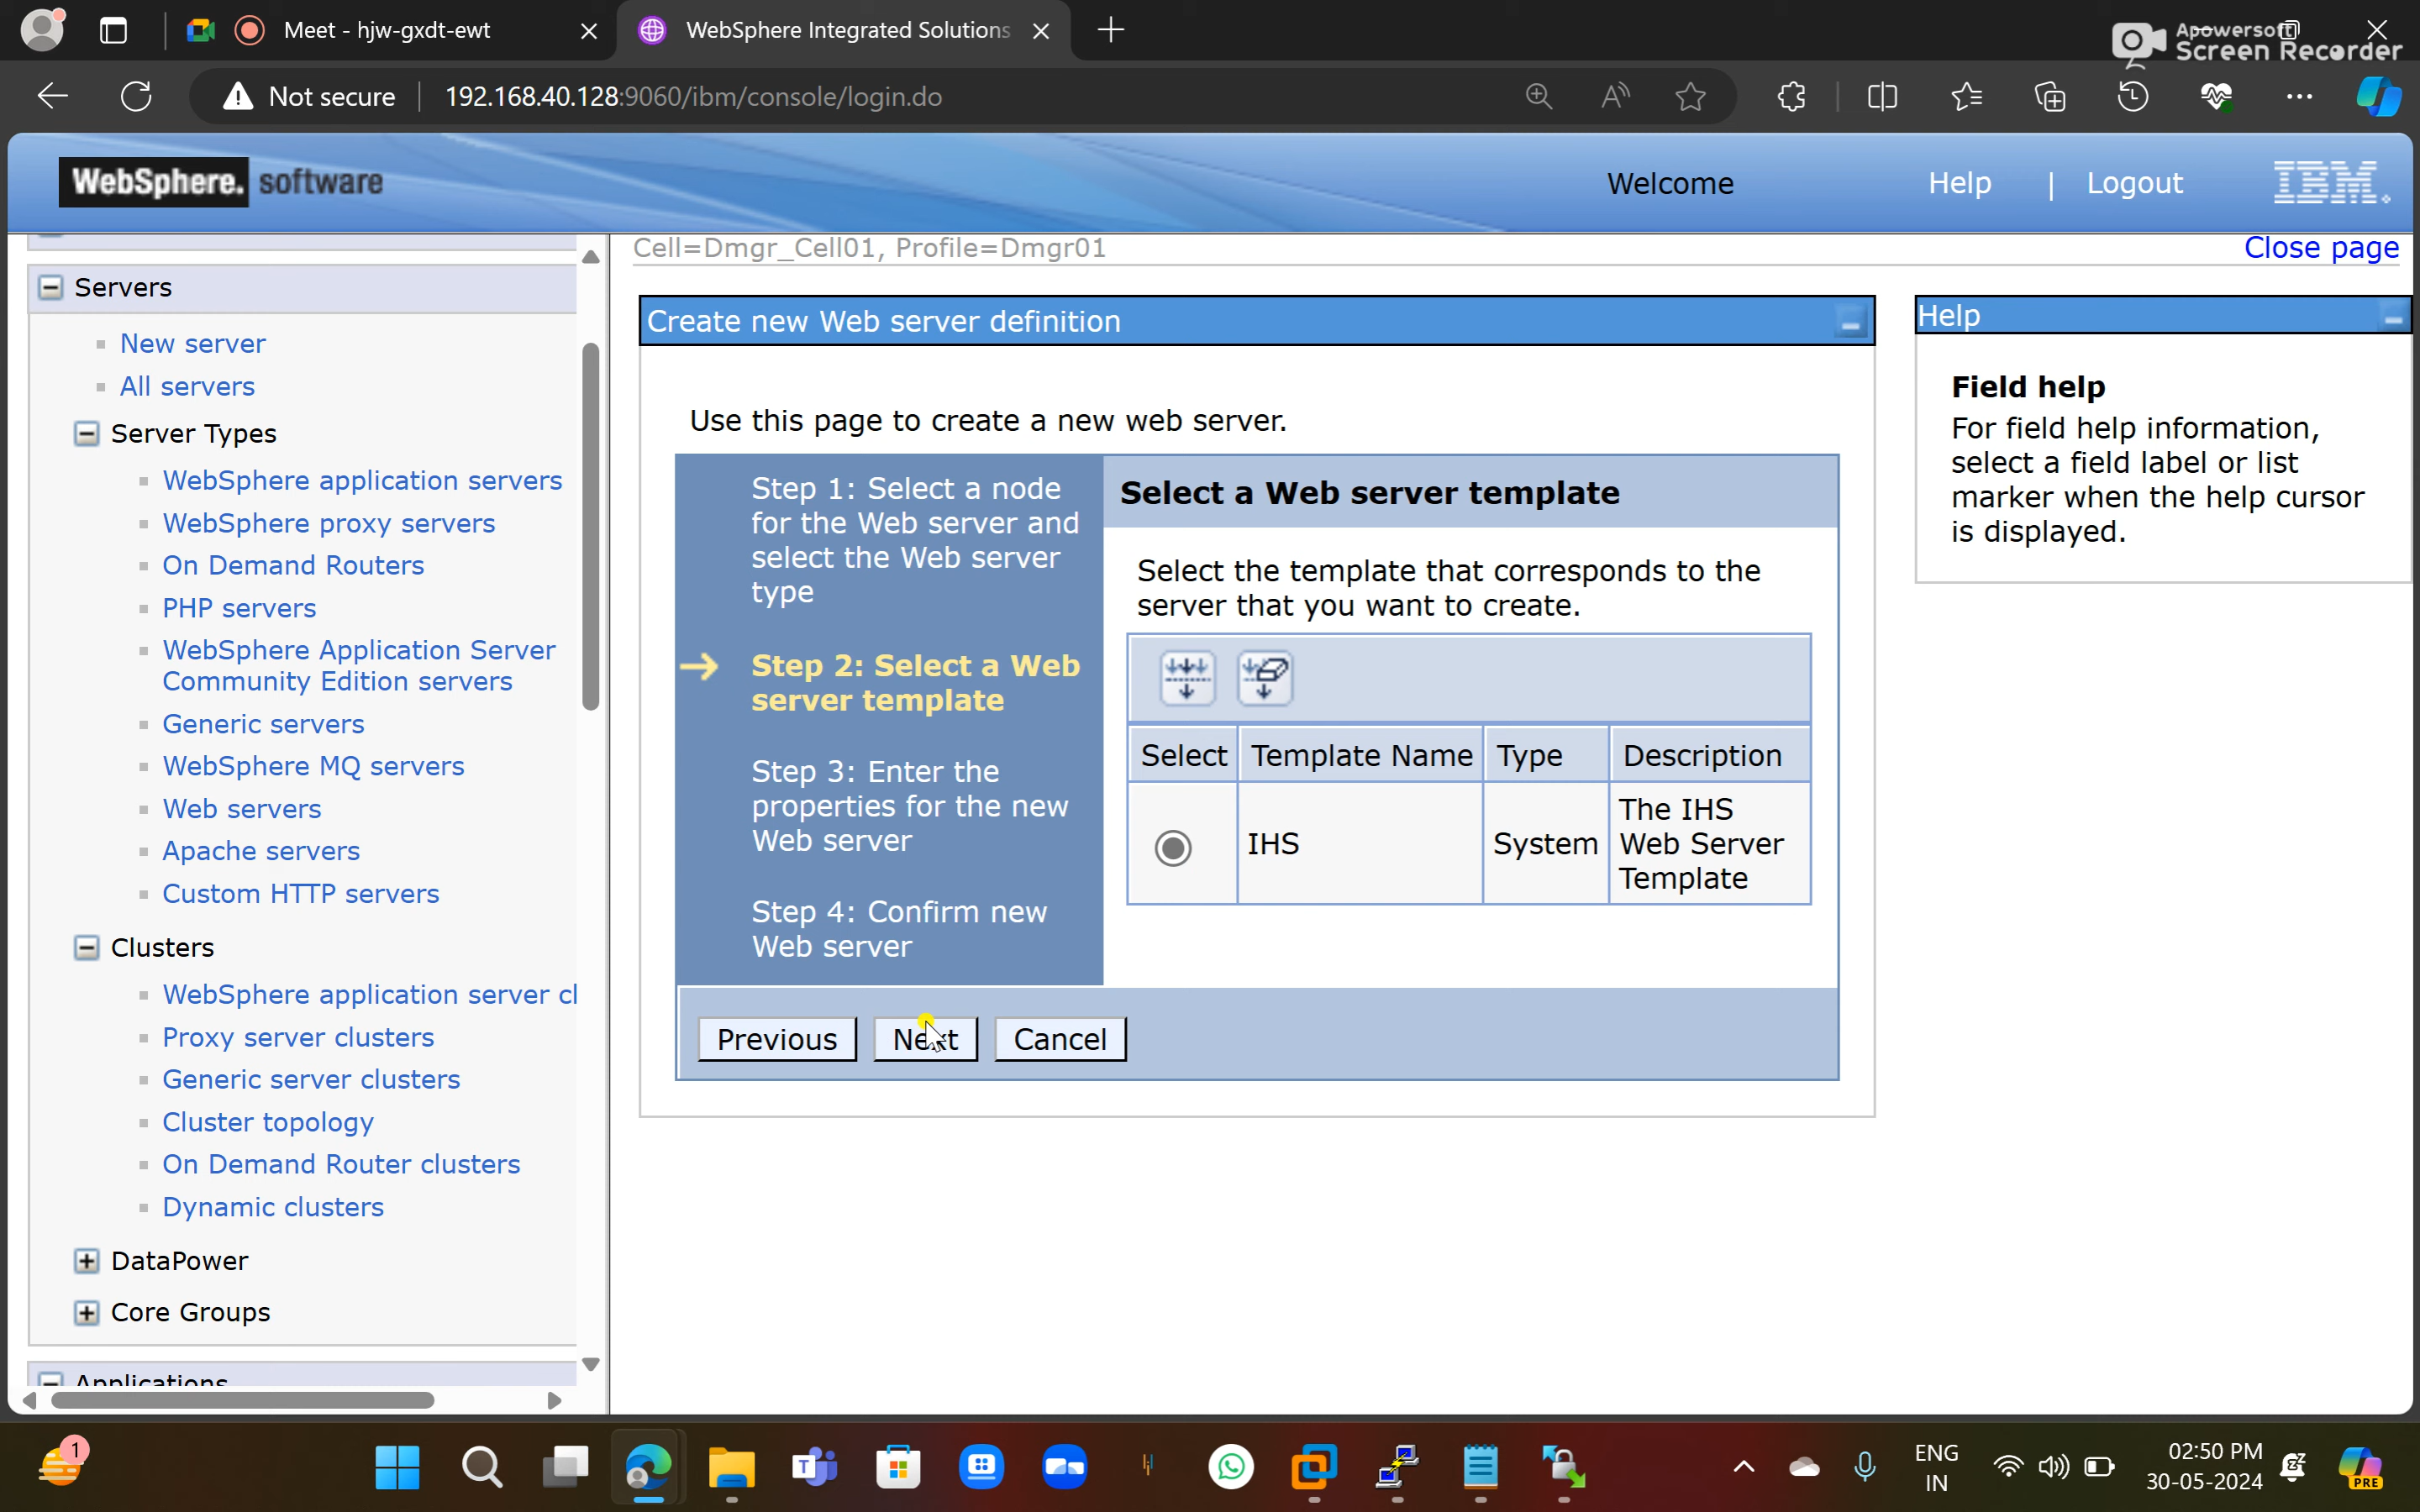 Meet - hjw-gxdt-ewt
WebSphere Integrated Solutions
Apowersoft
Screen Recorder
Not secure
192.168.40.128:9060/ibm/console/login.do
WebSphere. software
Welcome
Help | Logout
IBM.
Cell=Dmgr_Cell01, Profile=Dmgr01
Close page
Servers
New server
All servers
Server Types
WebSphere application servers
WebSphere proxy servers
On Demand Routers
PHP servers
WebSphere Application Server
Community Edition servers
Generic servers
WebSphere MQ servers
Web servers
Apache servers
Custom HTTP servers
Clusters
WebSphere application server cl
Proxy server clusters
Generic server clusters
Cluster topology
On Demand Router clusters
Dynamic clusters
DataPower
Core Groups
Applications
Create new Web server definition
Use this page to create a new web server.
Step 1: Select a node
for the Web server and
select the Web server
type
Step 2: Select a Web
server template
Step 3: Enter the
properties for the new
Web server
Step 4: Confirm new
Web server
Select a Web server template
Select the template that corresponds to the
server that you want to create.
Select Template Name Type Description
IHS System The IHS
Web Server
Template
Previous Next Cancel
Help
Field help
For field help information,
select a field label or list
marker when the help cursor
is displayed.
1
T
ENG
IN
02:50 PM
30-05-2024
PRE